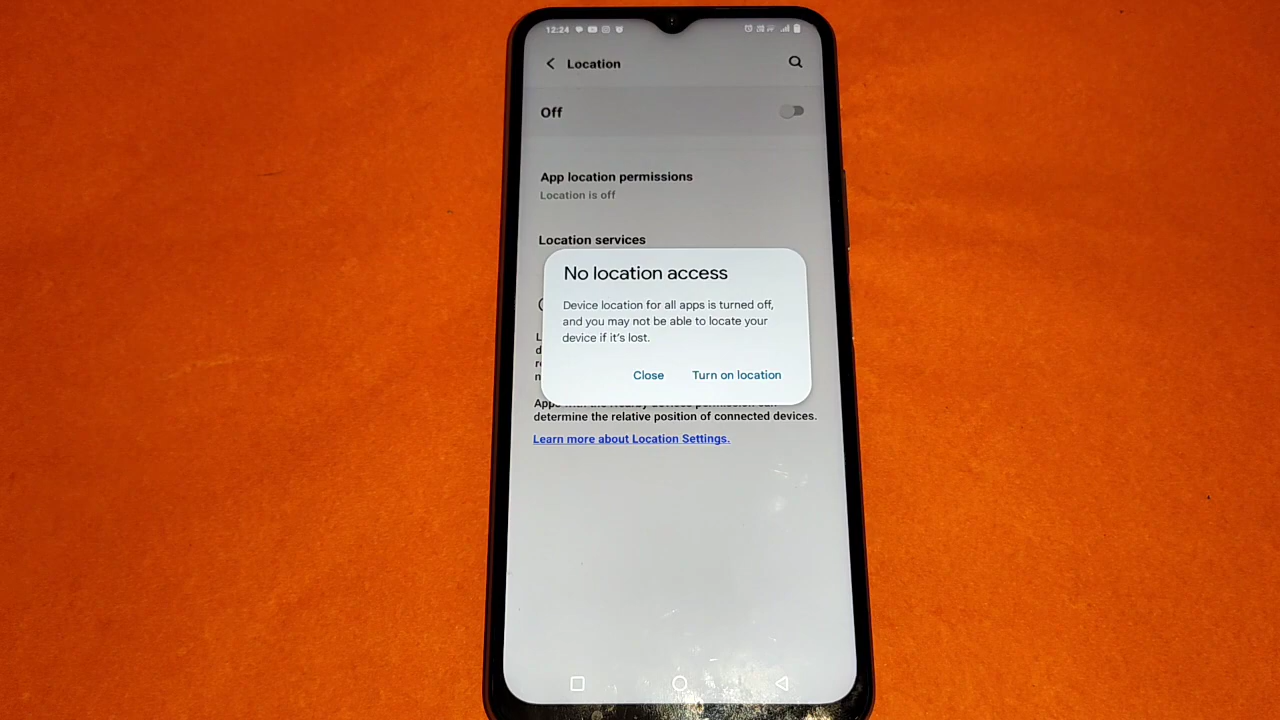 12:24
Location
Off
App location permissions
Location is off
Location services
No location access
Device location for all apps is turned off,
and you may not be able to locate your
device if it's lost.
Close Turn on location
determine the relative position of connected devices.
Learn more about Location Settings.